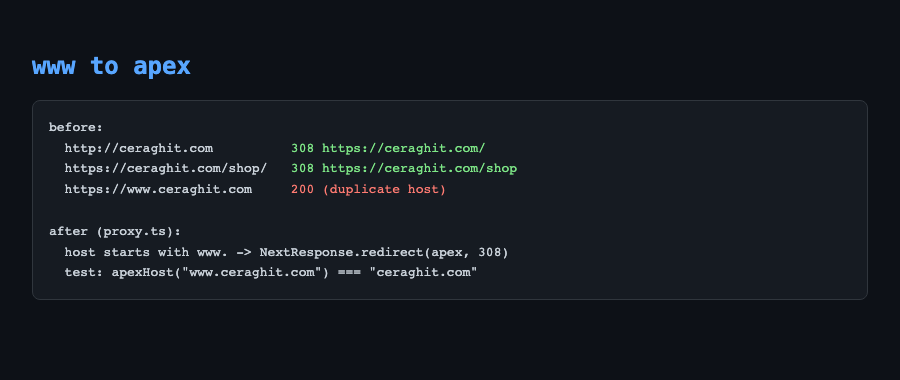 www to apex
before:
http://ceraghit.com 308 https://ceraghit.com/
https://ceraghit.com/shop/ 308 https://ceraghit.com/shop
https://www.ceraghit.com 200 (duplicate host)
after (proxy.ts):
host starts with www. -> NextResponse.redirect(apex, 308)
test: apexHost("www.ceraghit.com") === "ceraghit.com"